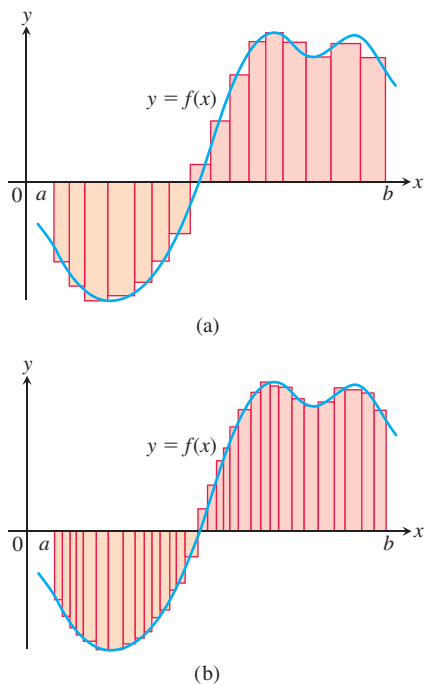 y
y = f(x)
0 a b x
(a)
y
y = f(x)
0 a b x
(b)